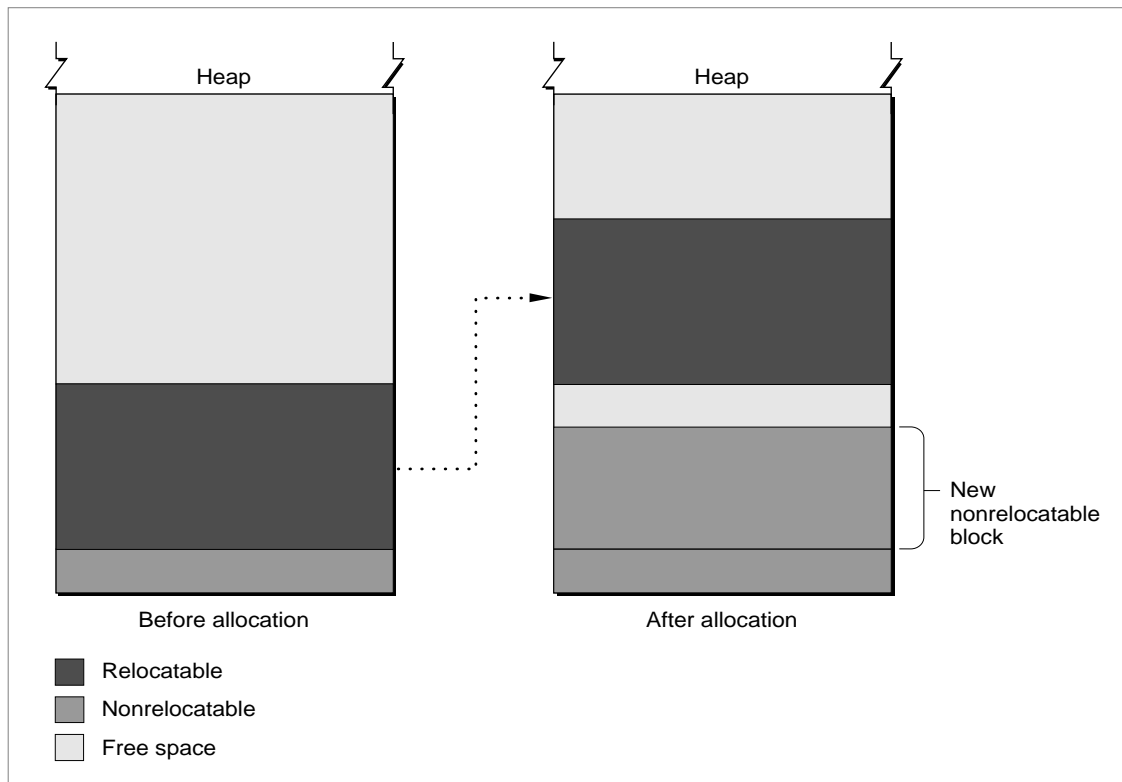 Heap
Heap
New
nonrelocatable
block
Before allocation
After allocation
Relocatable
Nonrelocatable
Free space